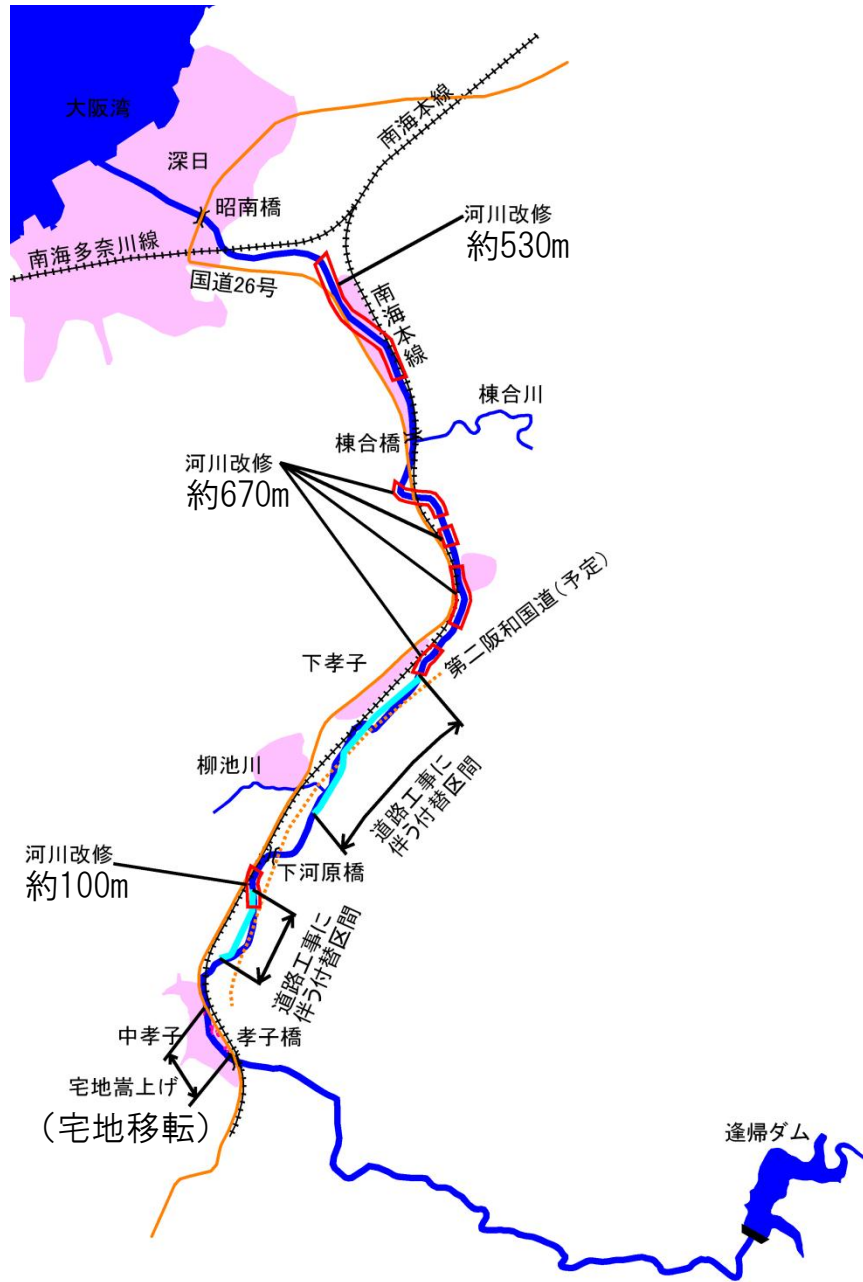 大阪湾
深日
昭南橋
南海本線
河川改修
約530m
南海多奈川線
国道26号
南海本線
棟合川
棟合橋
河川改修
約670m
第二阪和国道(予定)
下孝子
柳池川
道路工事に
伴う付替区間
河川改修
約100m
下河原橋
道路工事に
伴う付替区間
中孝子
孝子橋
宅地嵩上げ
(宅地移転)
逢帰ダム